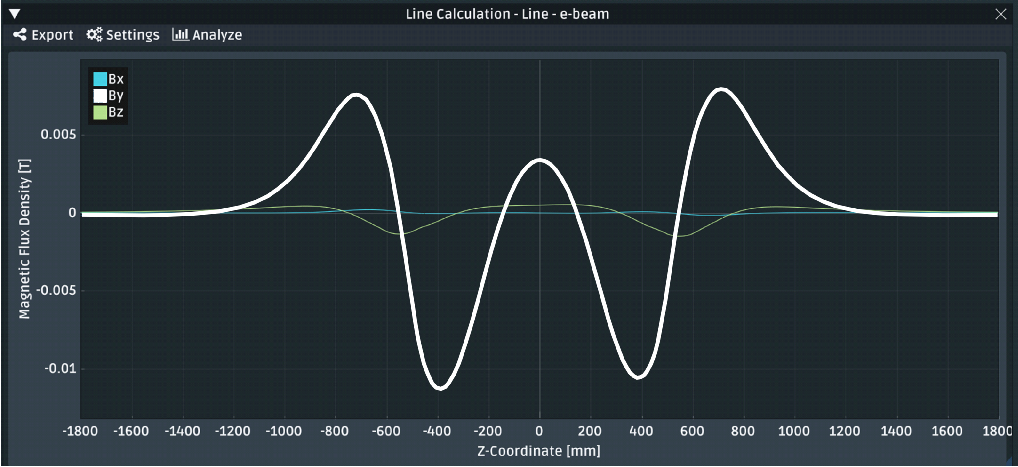 Line Calculation - Line - e-beam
Export Settings Analyze
Bx
By
Bz
Magnetic Flux Density [T]
0.005
0
-0.005
-0.01
-1800 -1600 -1400 -1200 -1000 -800 -600 -400 -200 0 200 400 600 800 1000 1200 1400 1600 1800
Z-Coordinate [mm]